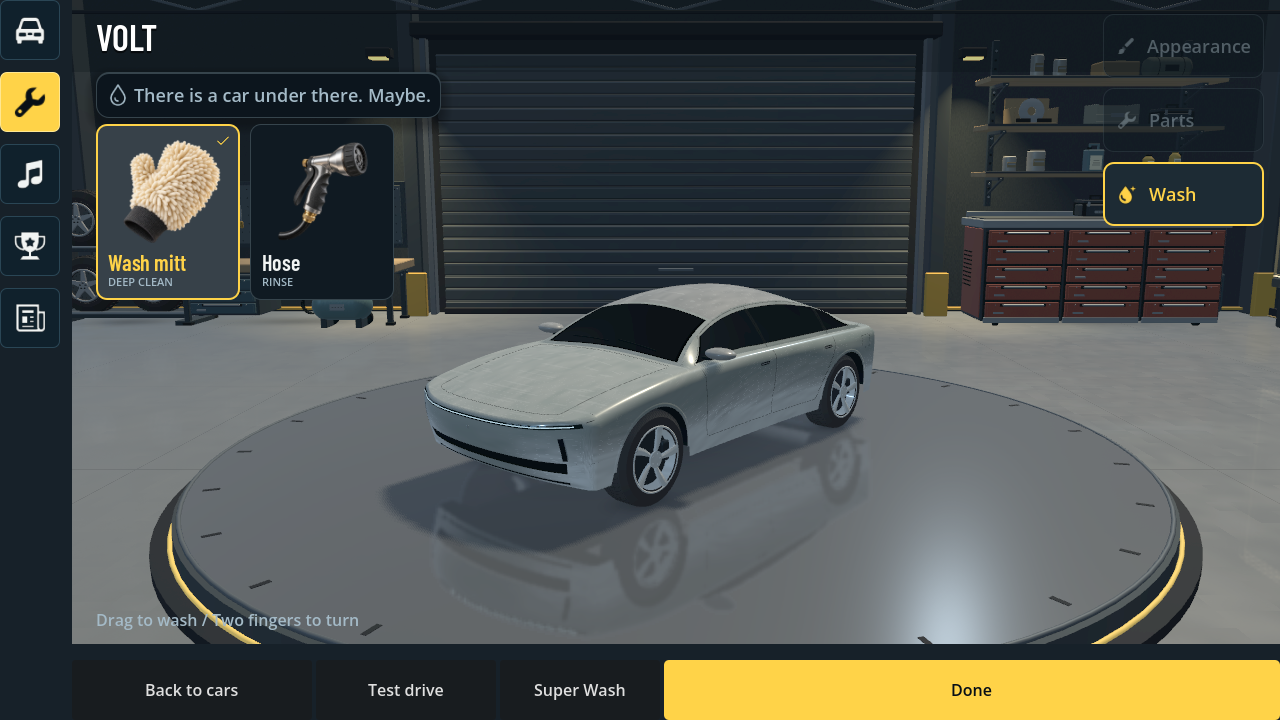 VOLT
There is a car under there. Maybe.
Wash mitt
DEEP CLEAN
Hose
RINSE
Appearance
Parts
Wash
Drag to wash / Two fingers to turn
Back to cars
Test drive
Super Wash
Done